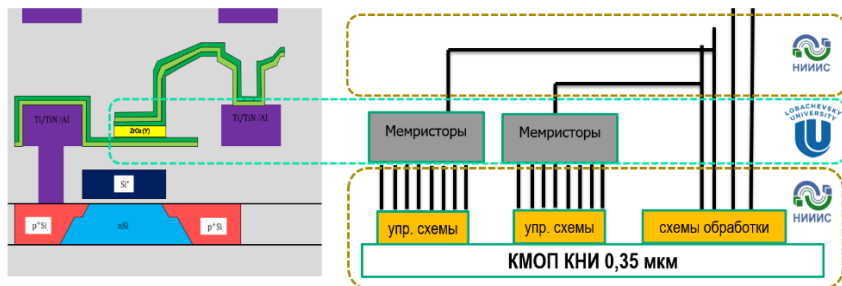 Ti/TiN/Al
ZrO₂(Y)
Ti/TiN/Al
Si*
p⁺Si
nSi
p⁺Si
НИИИС
Мемристоры
Мемристоры
LOBACHEVSKY
UNIVERSITY
упр. схемы
упр. схемы
схемы обработки
НИИИС
КМОП КНИ 0,35 мкм